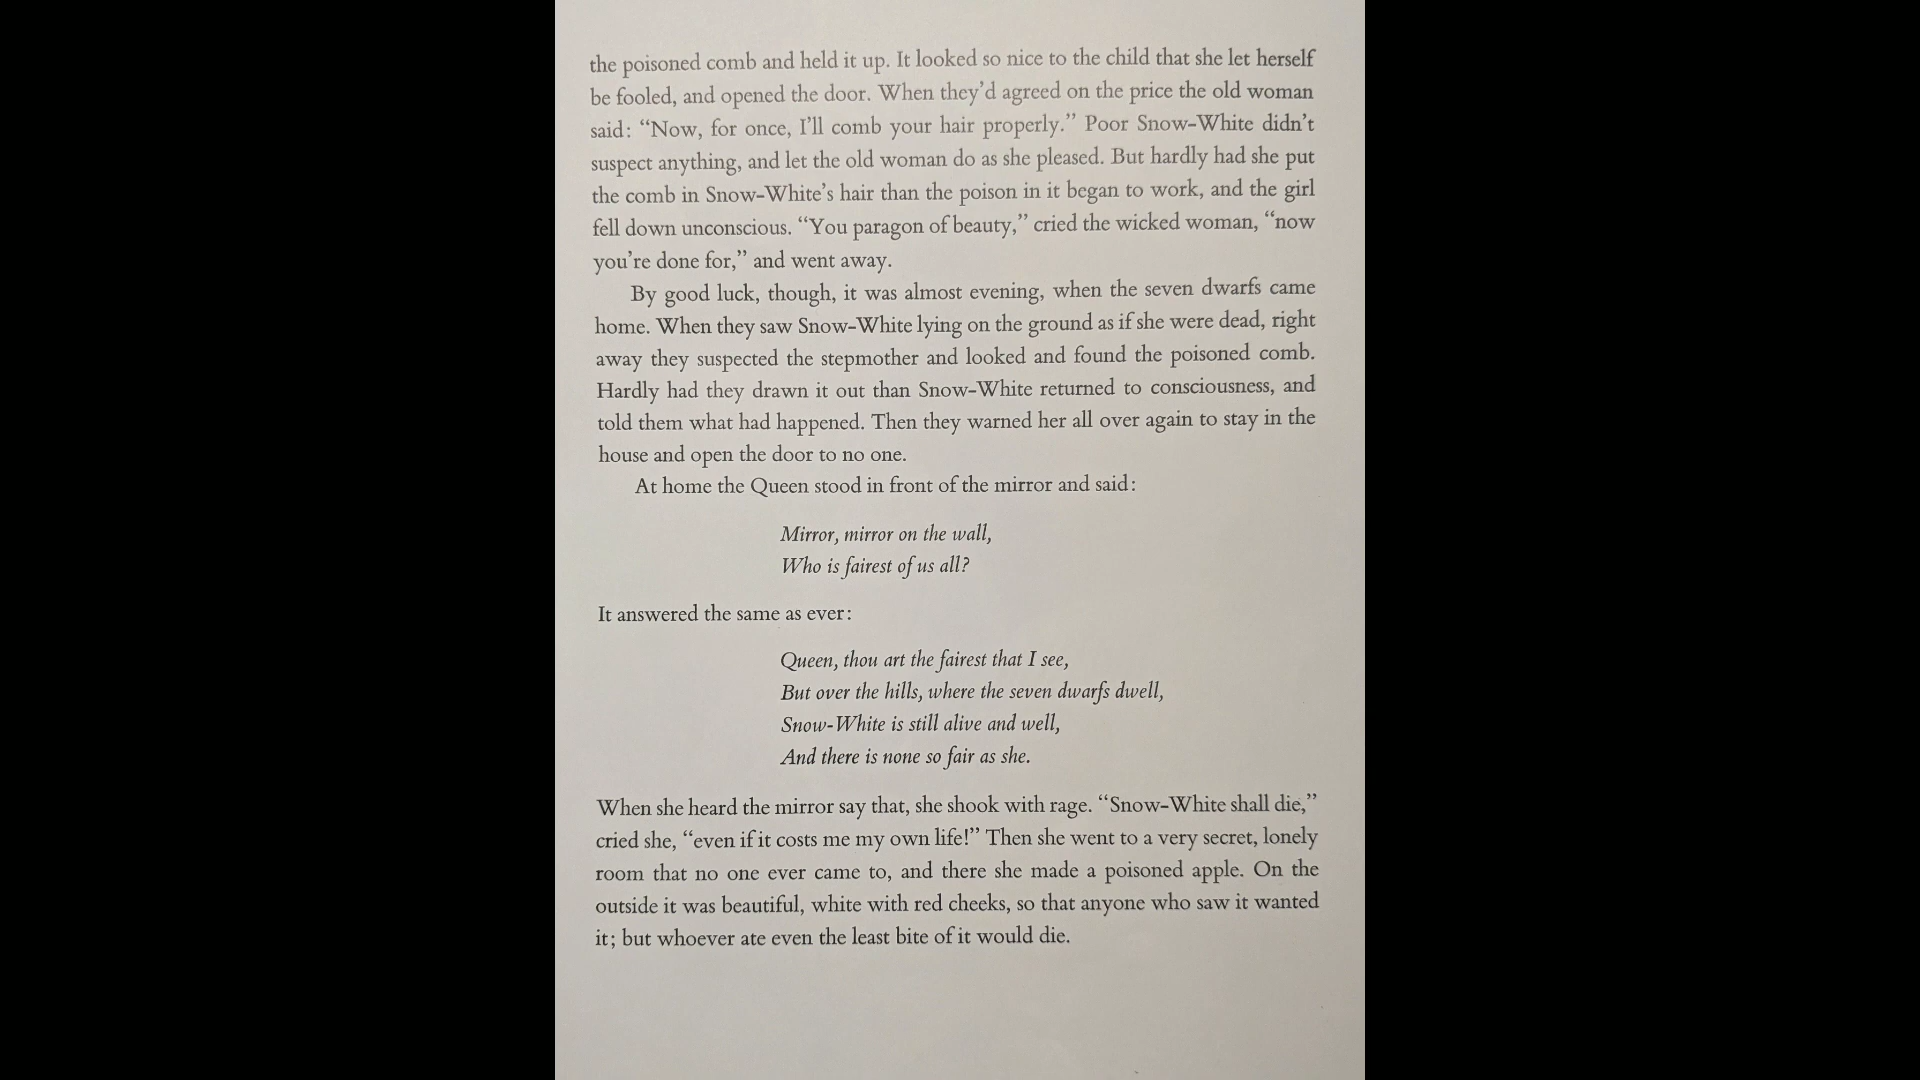 the poisoned comb and held it up. It looked so nice to the child that she let herself
be fooled, and opened the door. When they’d agreed on the price the old woman
said: “Now, for once, I’ll comb your hair properly.” Poor Snow-White didn’t
suspect anything, and let the old woman do as she pleased. But hardly had she put
the comb in Snow-White’s hair than the poison in it began to work, and the girl
fell down unconscious. “You paragon of beauty,” cried the wicked woman, “now
you’re done for,” and went away.
By good luck, though, it was almost evening, when the seven dwarfs came
home. When they saw Snow-White lying on the ground as if she were dead, right
away they suspected the stepmother and looked and found the poisoned comb.
Hardly had they drawn it out than Snow-White returned to consciousness, and
told them what had happened. Then they warned her all over again to stay in the
house and open the door to no one.
At home the Queen stood in front of the mirror and said:
Mirror, mirror on the wall,
Who is fairest of us all?
It answered the same as ever:
Queen, thou art the fairest that I see,
But over the hills, where the seven dwarfs dwell,
Snow-White is still alive and well,
And there is none so fair as she.
When she heard the mirror say that, she shook with rage. “Snow-White shall die,”
cried she, “even if it costs me my own life!” Then she went to a very secret, lonely
room that no one ever came to, and there she made a poisoned apple. On the
outside it was beautiful, white with red cheeks, so that anyone who saw it wanted
it; but whoever ate even the least bite of it would die.